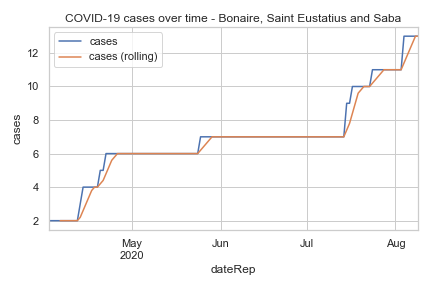 COVID-19 cases over time - Bonaire, Saint Eustatius and Saba
cases
cases (rolling)
12
10
8
6
4
2
cases
May
2020
Jun
Jul
Aug
dateRep